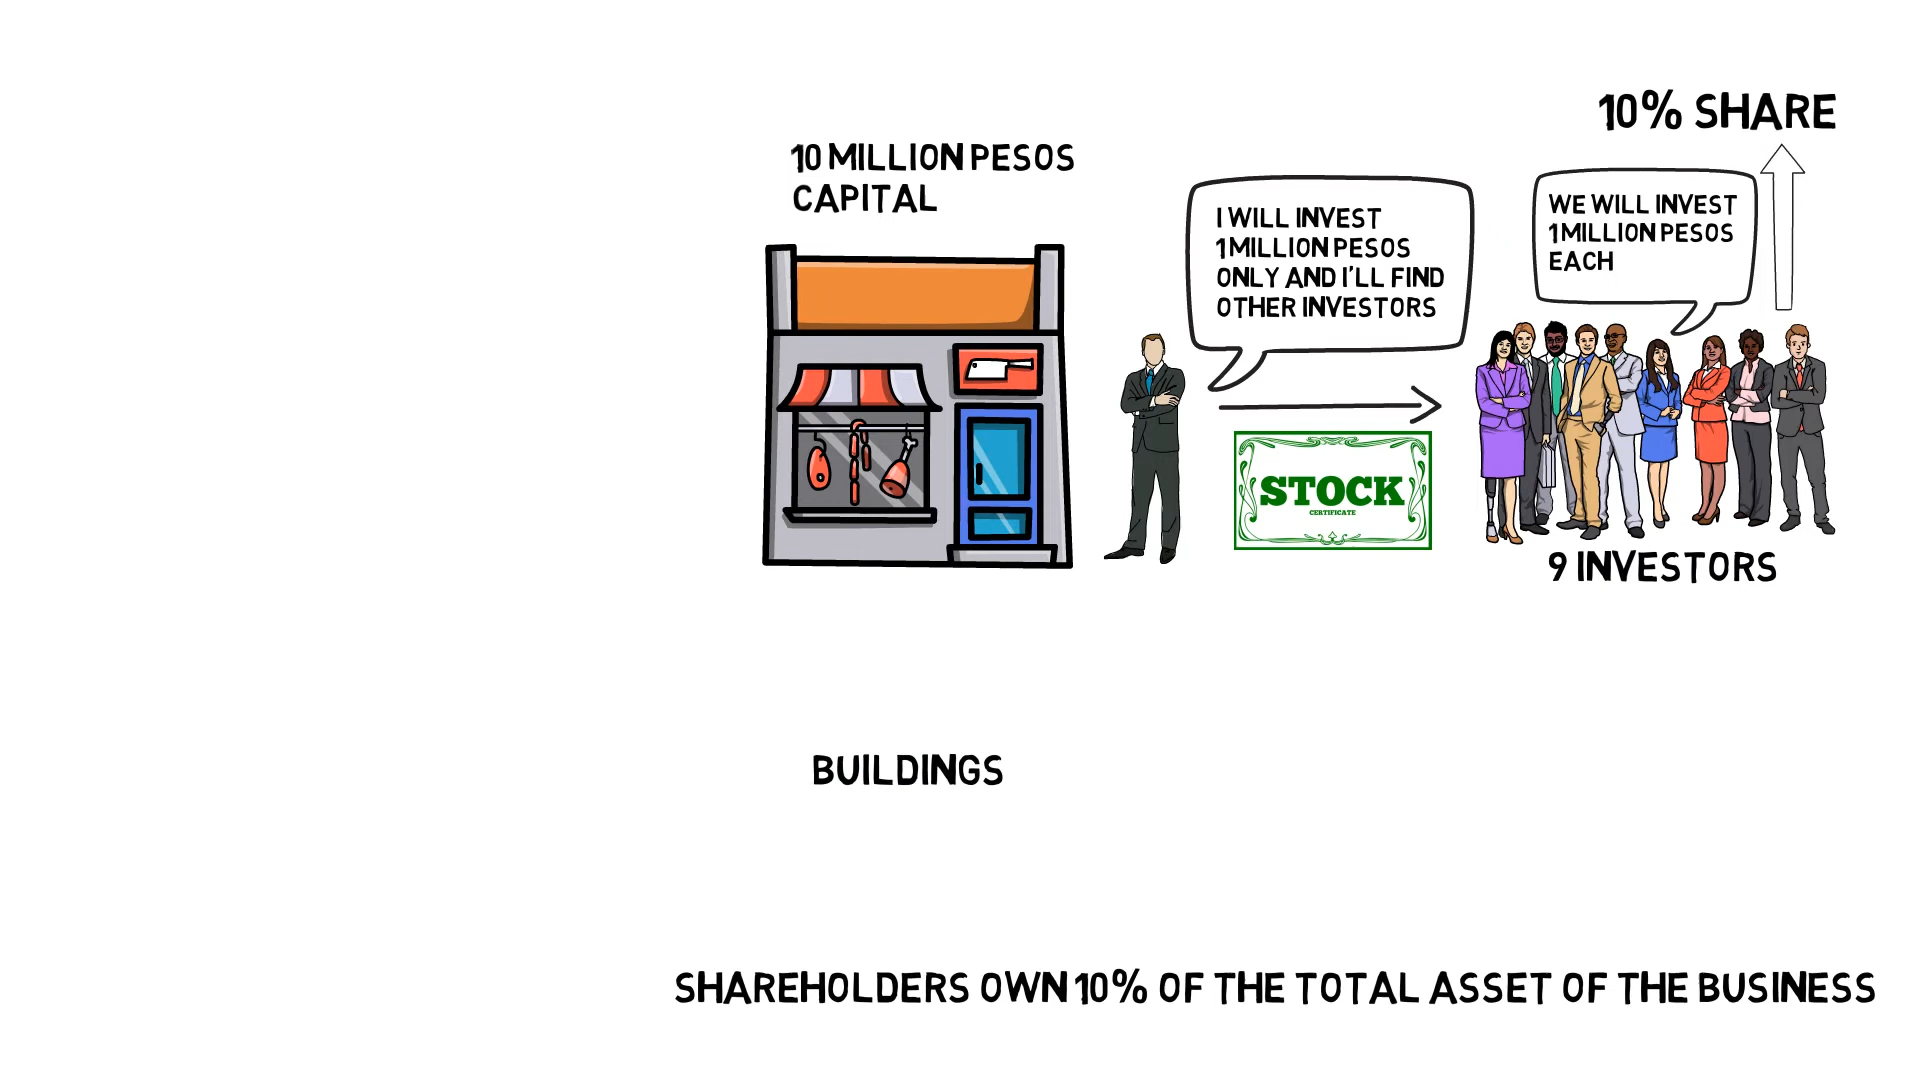 10% SHARE
10 MILLION PESOS
CAPITAL
I WILL INVEST
1 MILLION PESOS
ONLY AND I'LL FIND
OTHER INVESTORS
WE WILL INVEST
1 MILLION PESOS
EACH
STOCK
CERTIFICATE
9 INVESTORS
BUILDINGS
SHAREHOLDERS OWN 10% OF THE TOTAL ASSET OF THE BUSINESS